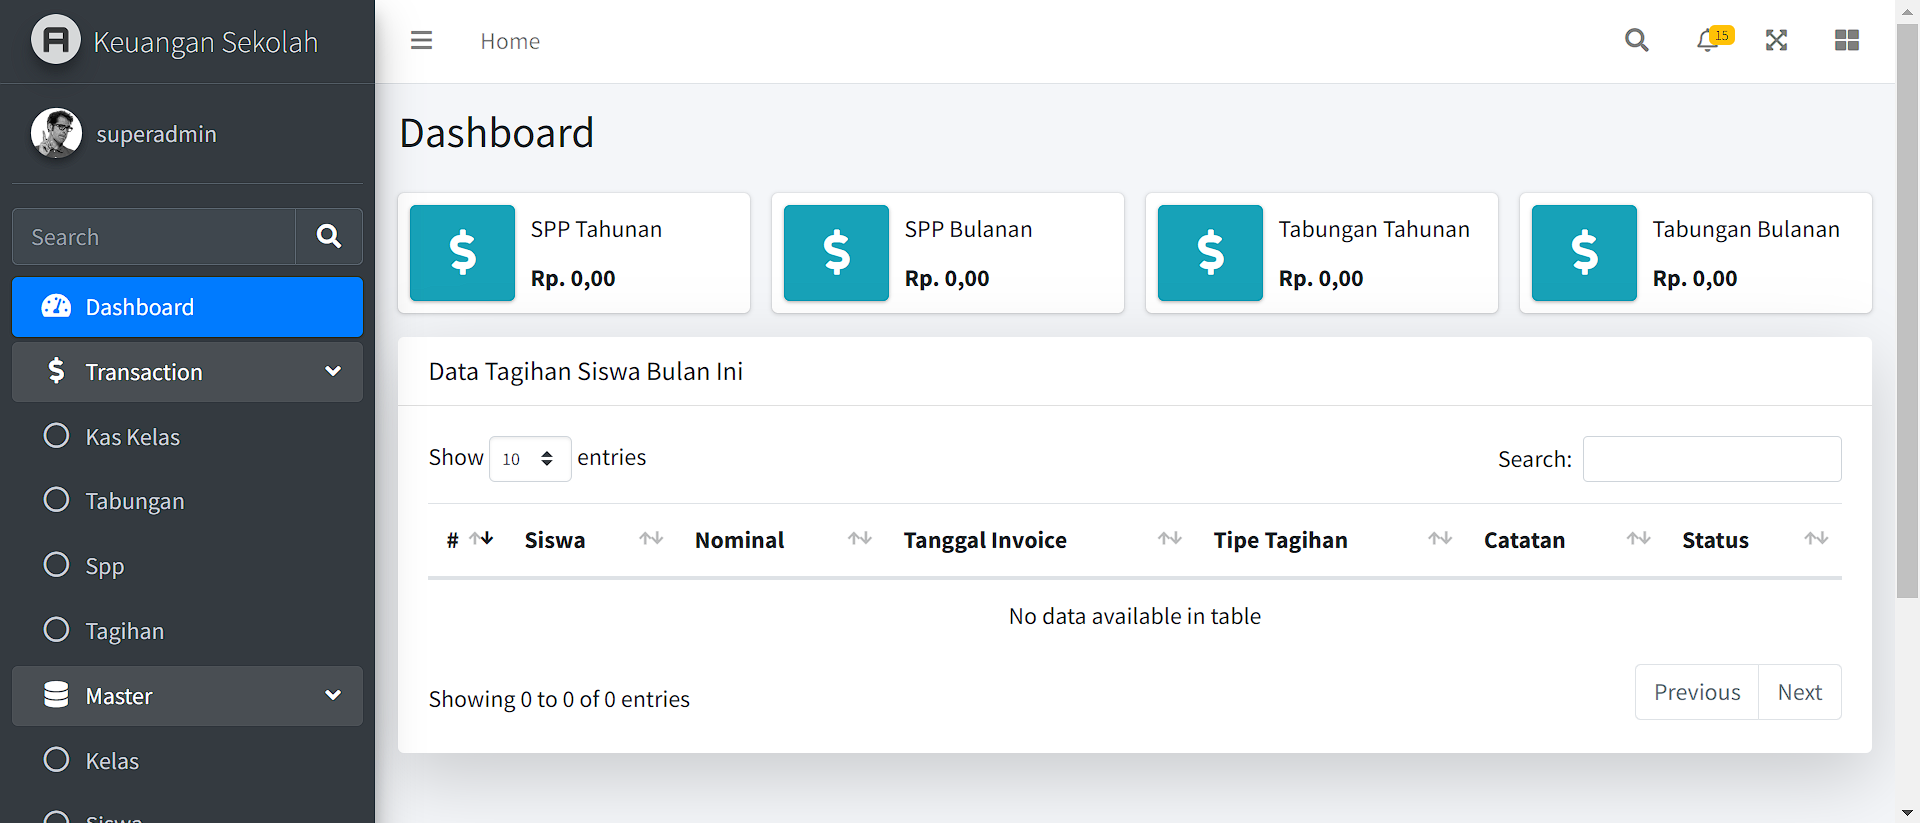 Keuangan Sekolah
superadmin
Search
Dashboard
Transaction
Kas Kelas
Tabungan
Spp
Tagihan
Master
Kelas
Siswa
Home
15
Dashboard
SPP Tahunan
Rp. 0,00
SPP Bulanan
Rp. 0,00
Tabungan Tahunan
Rp. 0,00
Tabungan Bulanan
Rp. 0,00
Data Tagihan Siswa Bulan Ini
Show 10 entries
Search:
# Siswa Nominal Tanggal Invoice Tipe Tagihan Catatan Status
No data available in table
Showing 0 to 0 of 0 entries
Previous Next